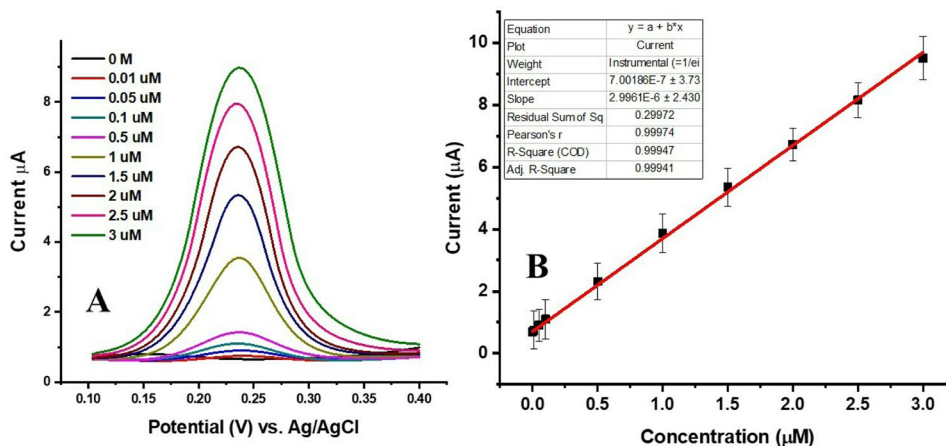 Current µA
8
6
4
2
0
0 M
0.01 uM
0.05 uM
0.1 uM
0.5 uM
1 uM
1.5 uM
2 uM
2.5 uM
3 uM
A
0.10 0.15 0.20 0.25 0.30 0.35 0.40
Potential (V) vs. Ag/AgCl
B
Current (µA)
10
8
6
4
2
0
Equation y = a + b*x
Plot Current
Weight Instrumental (=1/ei
Intercept 7.00186E-7 ± 3.73
Slope 2.9961E-6 ± 2.430
Residual Sum of Sq 0.29972
Pearson's r 0.99974
R-Square (COD) 0.99947
Adj. R-Square 0.99941
B
0.0 0.5 1.0 1.5 2.0 2.5 3.0
Concentration (µM)